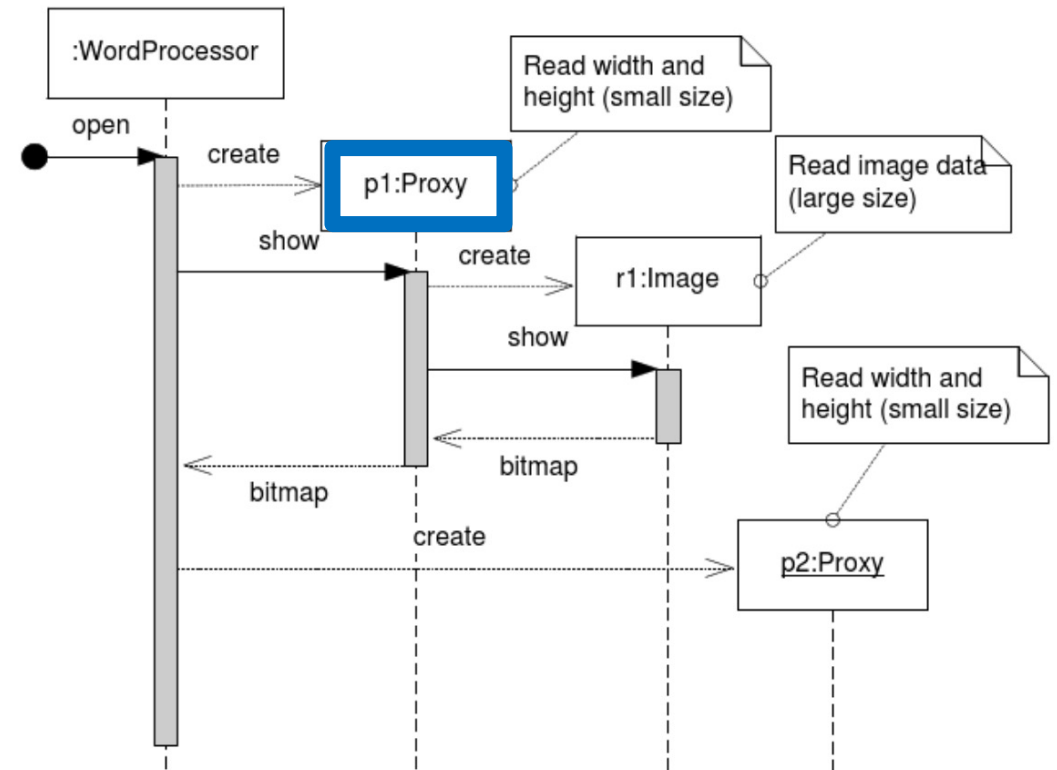 :WordProcessor
Read width and
height (small size)
open
create
p1:Proxy
Read image data
(large size)
show
create
r1:Image
show
Read width and
height (small size)
bitmap
bitmap
create
p2:Proxy